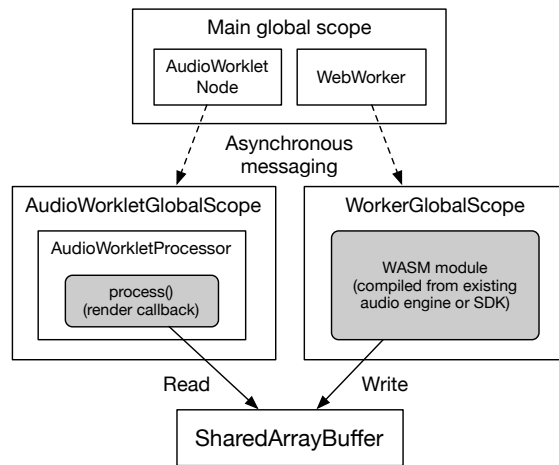 Main global scope
AudioWorklet
Node
WebWorker
Asynchronous
messaging
AudioWorkletGlobalScope
WorkerGlobalScope
AudioWorkletProcessor
process()
(render callback)
WASM module
(compiled from existing
audio engine or SDK)
Read
Write
SharedArrayBuffer